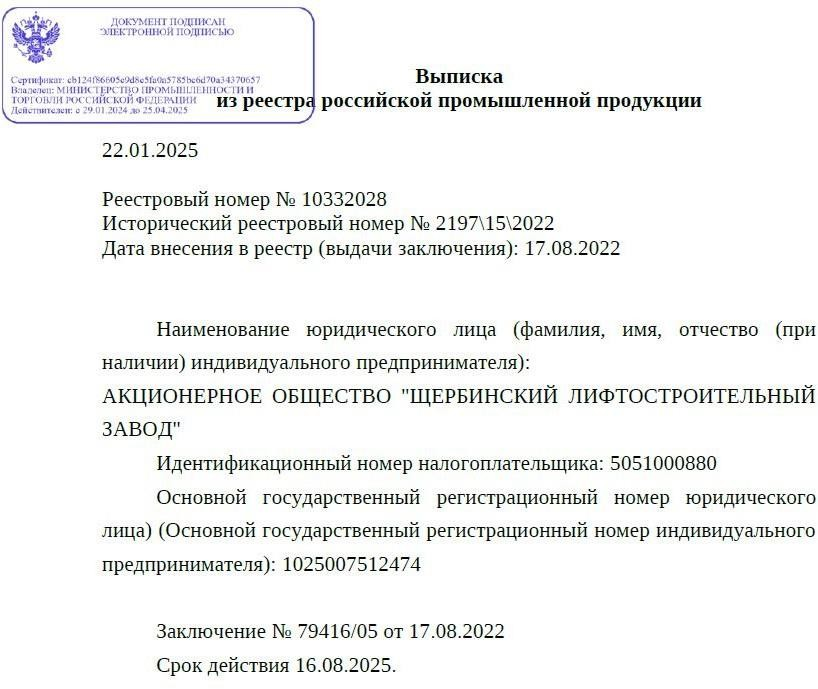 ДОКУМЕНТ ПОДПИСАН
ЭЛЕКТРОННОЙ ПОДПИСЬЮ
Сертификат: cb124f86605e9d8e5fa0a5785bc6d70a34370657
Владелец: МИНИСТЕРСТВО ПРОМЫШЛЕННОСТИ И
ТОРГОВЛИ РОССИЙСКОЙ ФЕДЕРАЦИИ
Действителен: с 29.01.2024 до 25.04.2025
Выписка
из реестра российской промышленной продукции
22.01.2025
Реестровый номер № 10332028
Исторический реестровый номер № 2197\15\2022
Дата внесения в реестр (выдачи заключения): 17.08.2022
Наименование юридического лица (фамилия, имя, отчество (при
наличии) индивидуального предпринимателя):
АКЦИОНЕРНОЕ ОБЩЕСТВО "ЩЕРБИНСКИЙ ЛИФТОСТРОИТЕЛЬНЫЙ
ЗАВОД"
Идентификационный номер налогоплательщика: 5051000880
Основной государственный регистрационный номер юридического
лица) (Основной государственный регистрационный номер индивидуального
предпринимателя): 1025007512474
Заключение № 79416/05 от 17.08.2022
Срок действия 16.08.2025.